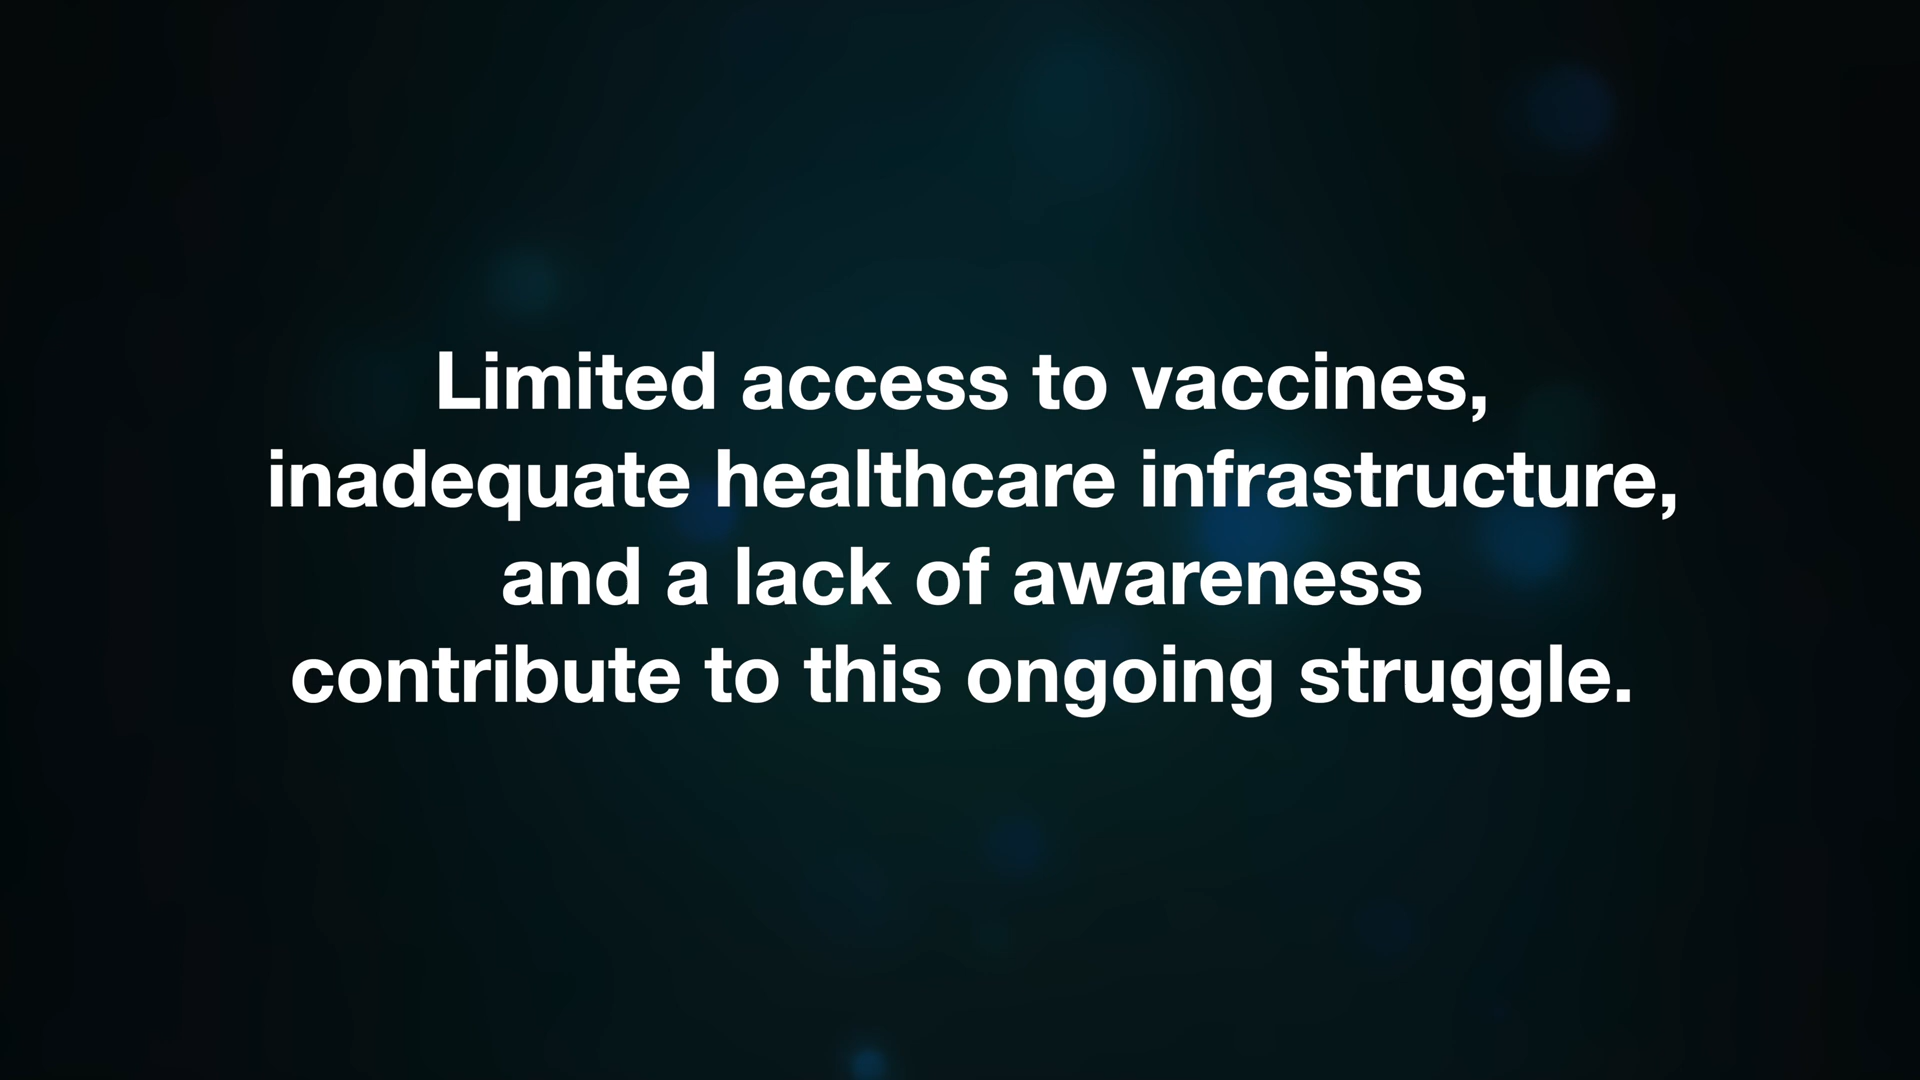 Limited access to vaccines,
inadequate healthcare infrastructure,
and a lack of awareness
contribute to this ongoing struggle.